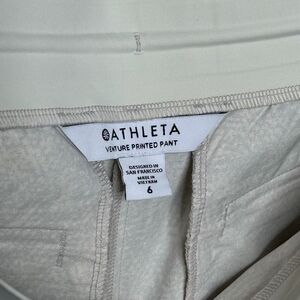 ATHLETA
VENTURE PRINTED PANT
DESIGNED IN
SAN FRANCISCO
MADE IN
VIETNAM
6